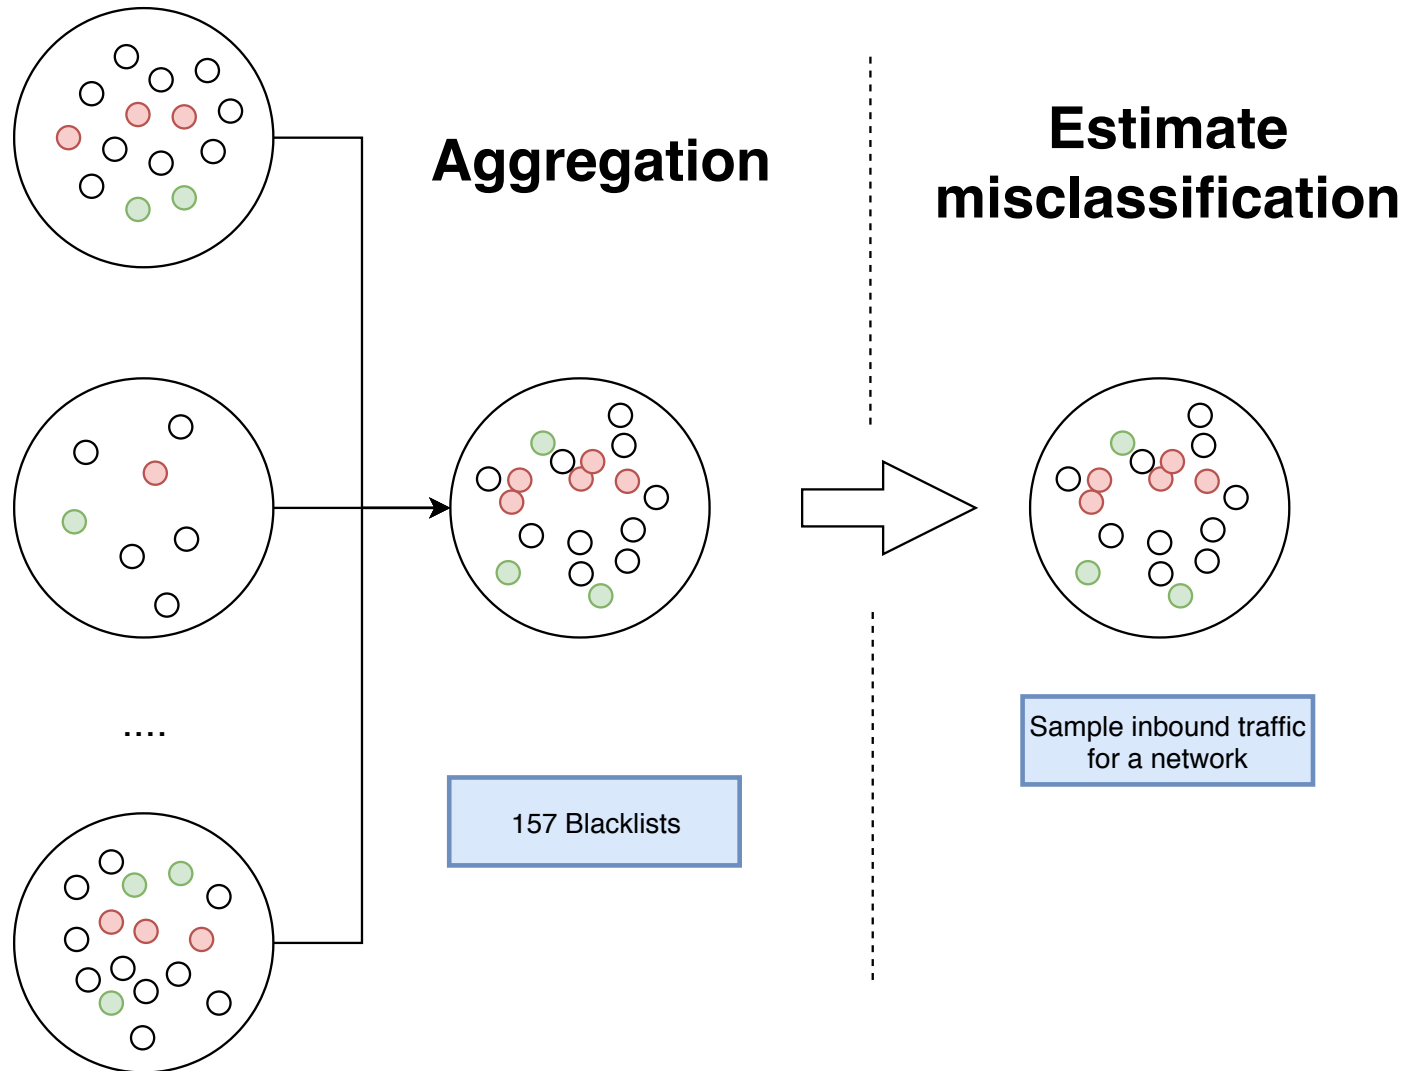 Aggregation
Estimate
misclassification
....
157 Blacklists
Sample inbound traffic
for a network